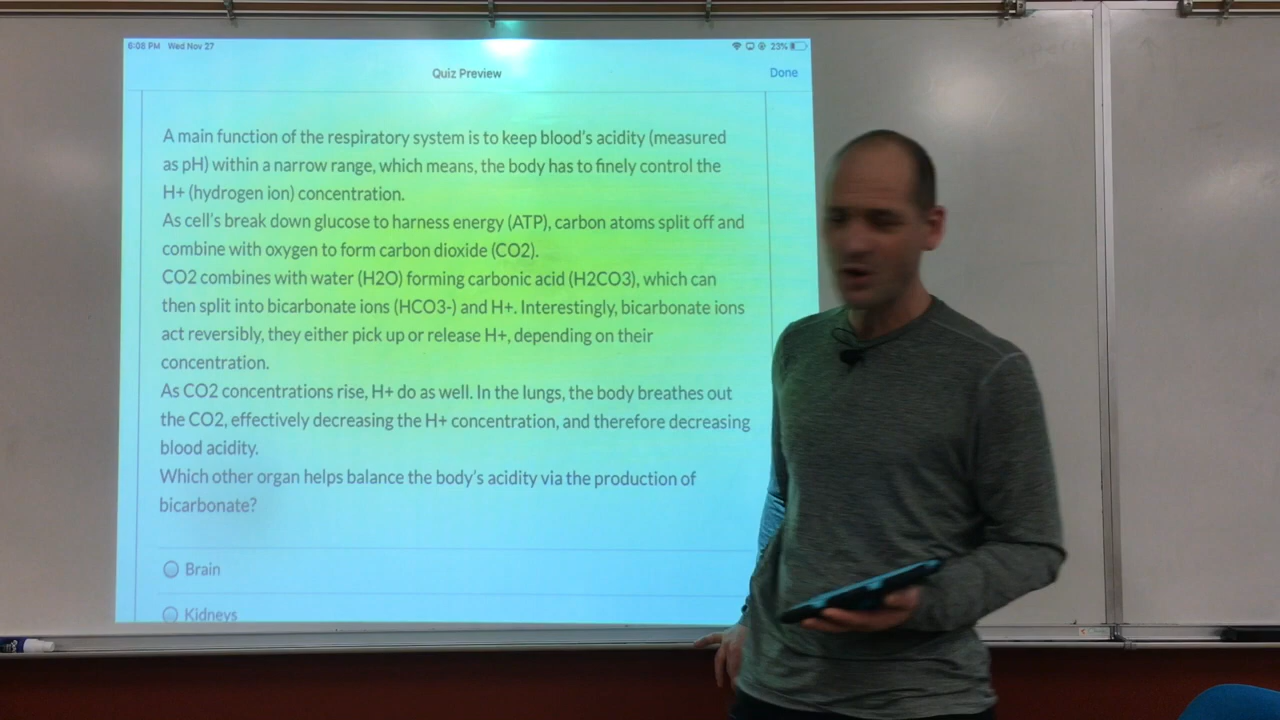 6:08 PM Wed Nov 27
23%
Quiz Preview
Done
A main function of the respiratory system is to keep blood's acidity (measured
as pH) within a narrow range, which means, the body has to finely control the
H+ (hydrogen ion) concentration.
As cell's break down glucose to harness energy (ATP), carbon atoms split off and
combine with oxygen to form carbon dioxide (CO2).
CO2 combines with water (H2O) forming carbonic acid (H2CO3), which can
then split into bicarbonate ions (HCO3-) and H+. Interestingly, bicarbonate ions
act reversibly, they either pick up or release H+, depending on their
concentration.
As CO2 concentrations rise, H+ do as well. In the lungs, the body breathes out
the CO2, effectively decreasing the H+ concentration, and therefore decreasing
blood acidity.
Which other organ helps balance the body's acidity via the production of
bicarbonate?
Brain
Kidneys